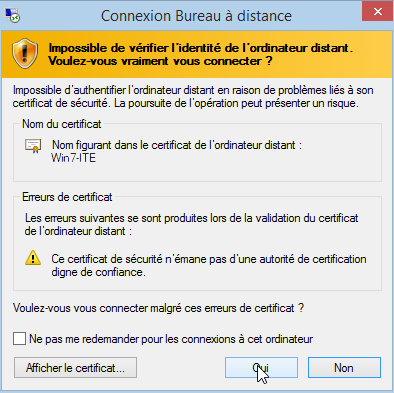 Connexion Bureau à distance
Impossible de vérifier l'identité de l'ordinateur distant.
Voulez-vous vraiment vous connecter ?
Impossible d'authentifier l'ordinateur distant en raison de problèmes liés à son
certificat de sécurité. La poursuite de l'opération peut présenter un risque.
Nom du certificat
Nom figurant dans le certificat de l'ordinateur distant :
Win7-ITE
Erreurs de certificat
Les erreurs suivantes se sont produites lors de la validation du certificat
de l'ordinateur distant :
Ce certificat de sécurité n'émane pas d'une autorité de certification
digne de confiance.
Voulez-vous vous connecter malgré ces erreurs de certificat ?
Ne pas me redemander pour les connexions à cet ordinateur
Afficher le certificat... Oui Non